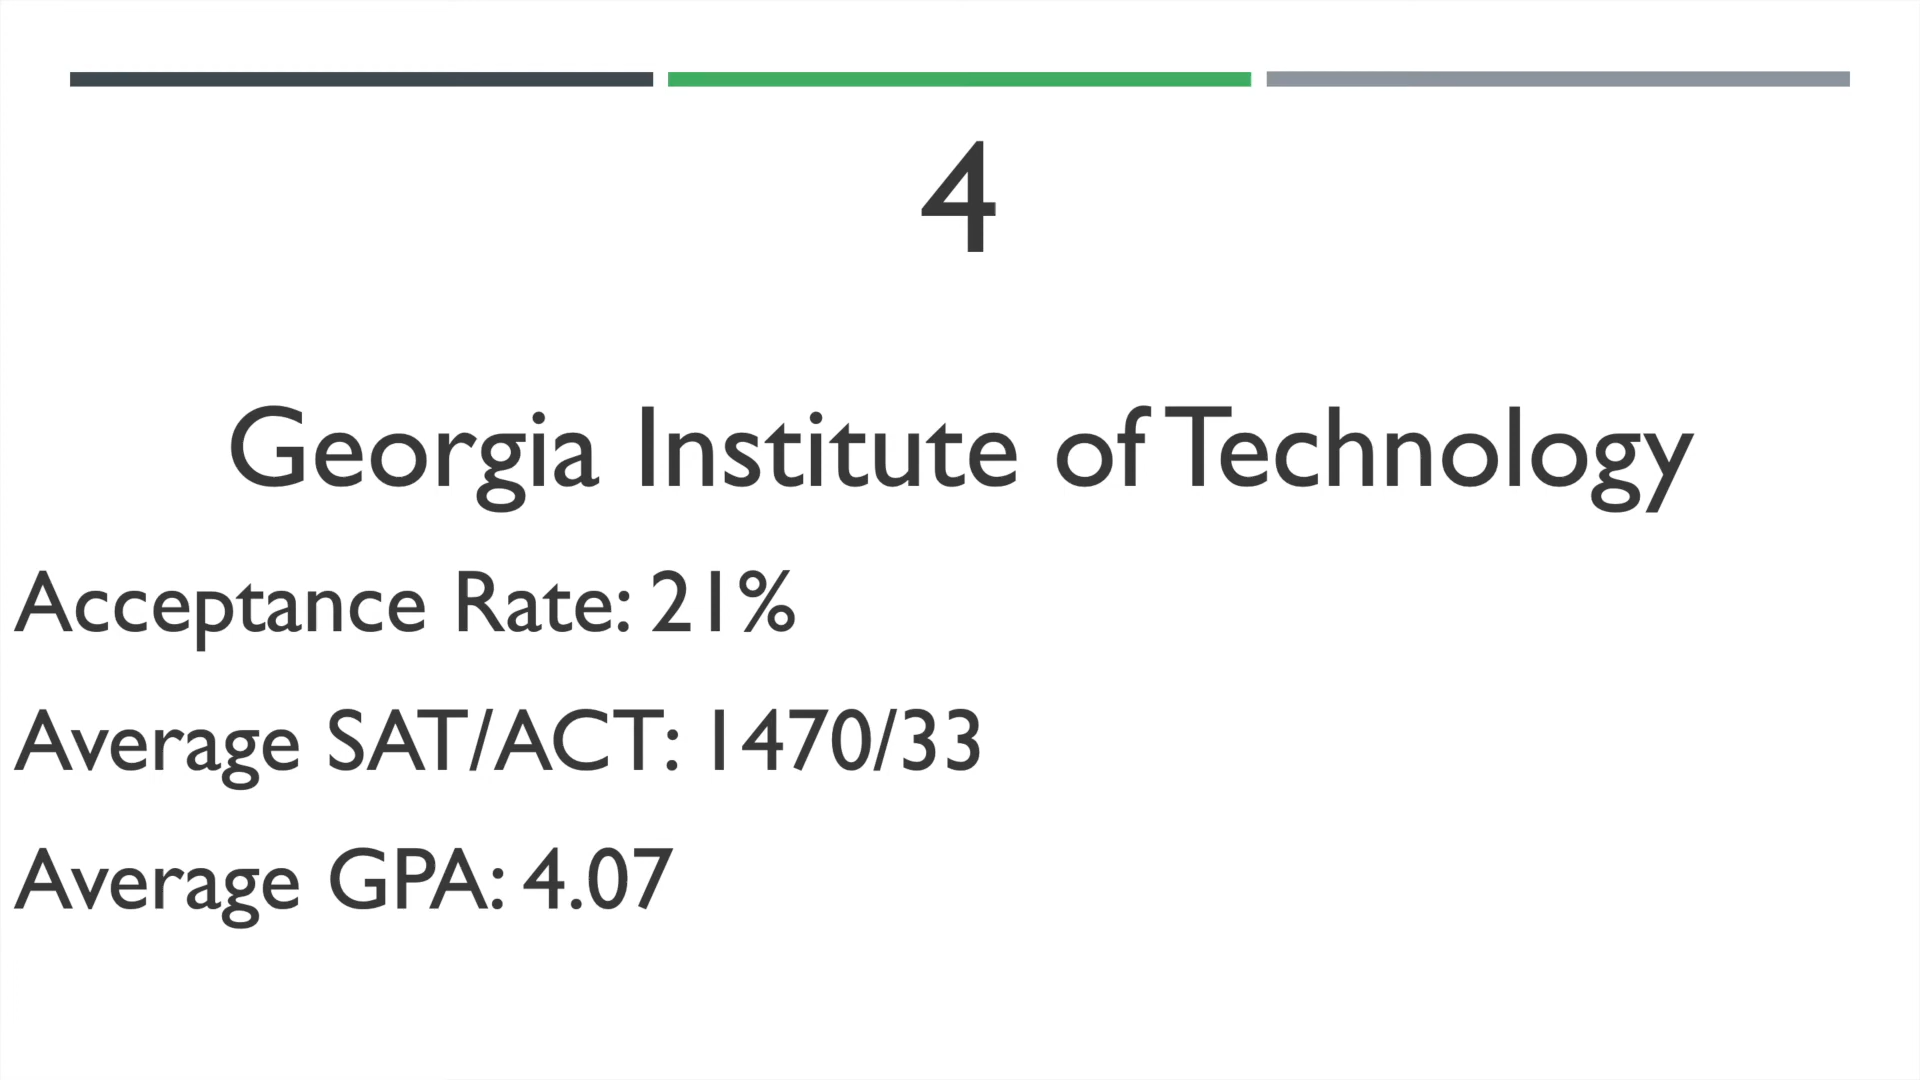 4
Georgia Institute of Technology
Acceptance Rate: 21%
Average SAT/ACT: 1470/33
Average GPA: 4.07